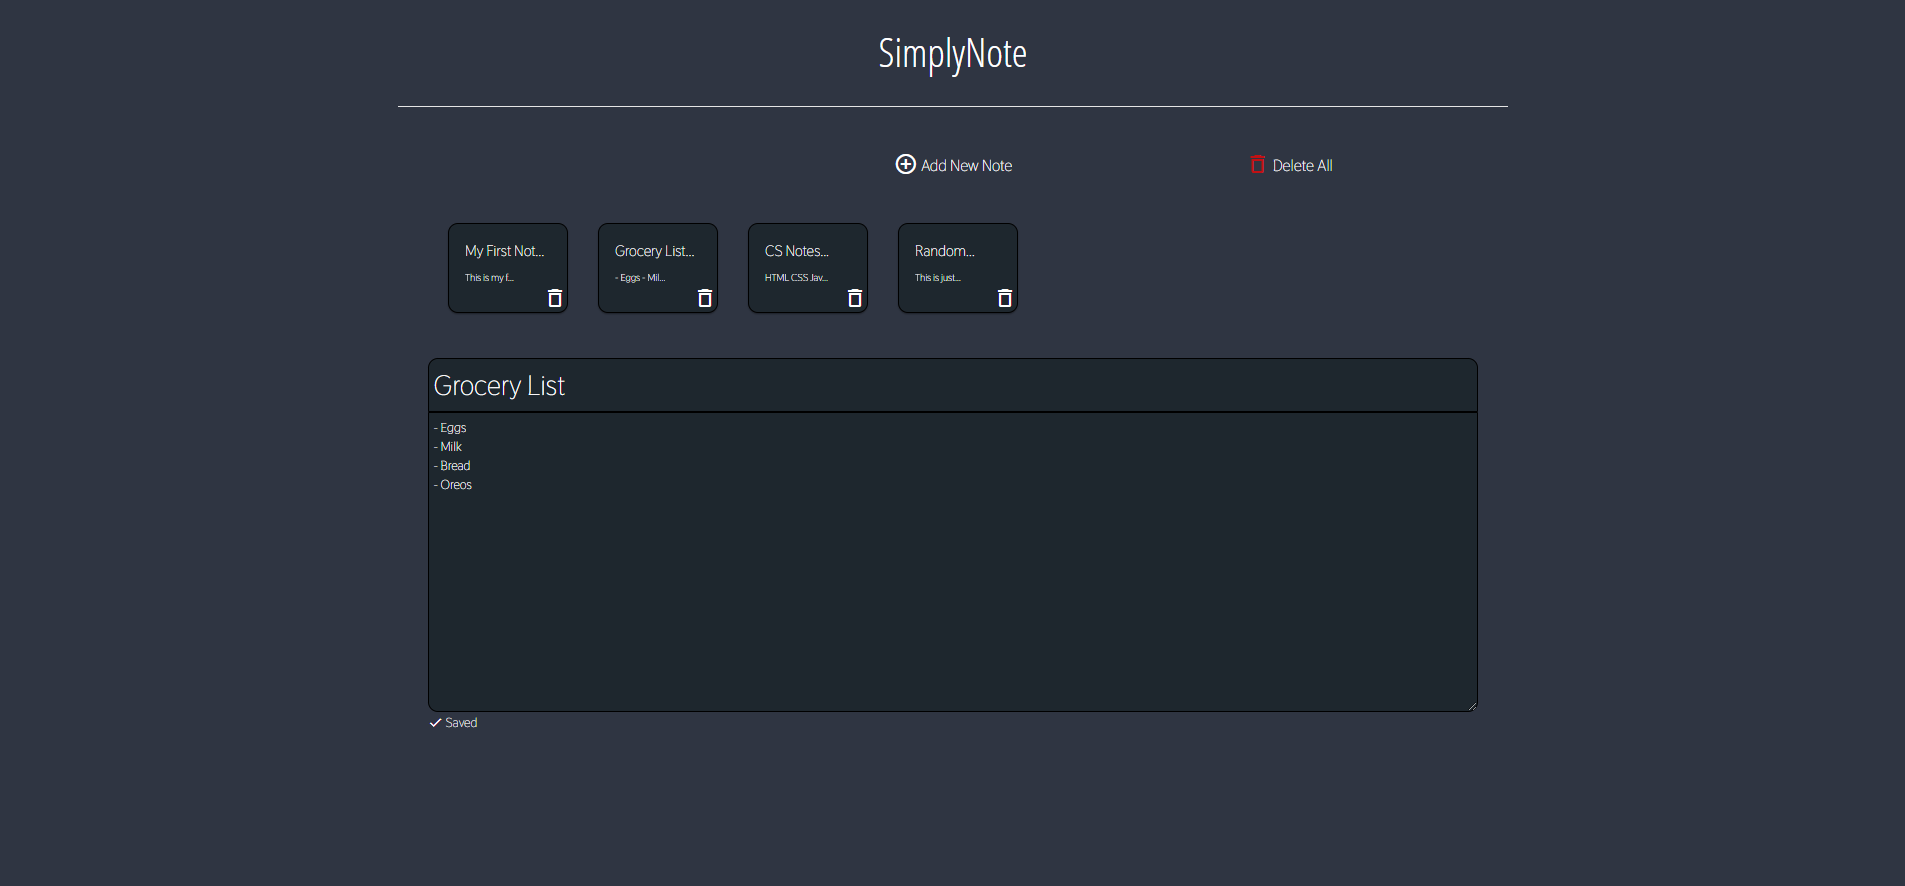 SimplyNote
Add New Note
Delete All
My First Not...
This is my f...
Grocery List...
- Eggs - Mil...
CS Notes...
HTML CSS Jav...
Random...
This is just...
Grocery List
- Eggs
- Milk
- Bread
- Oreos
Saved